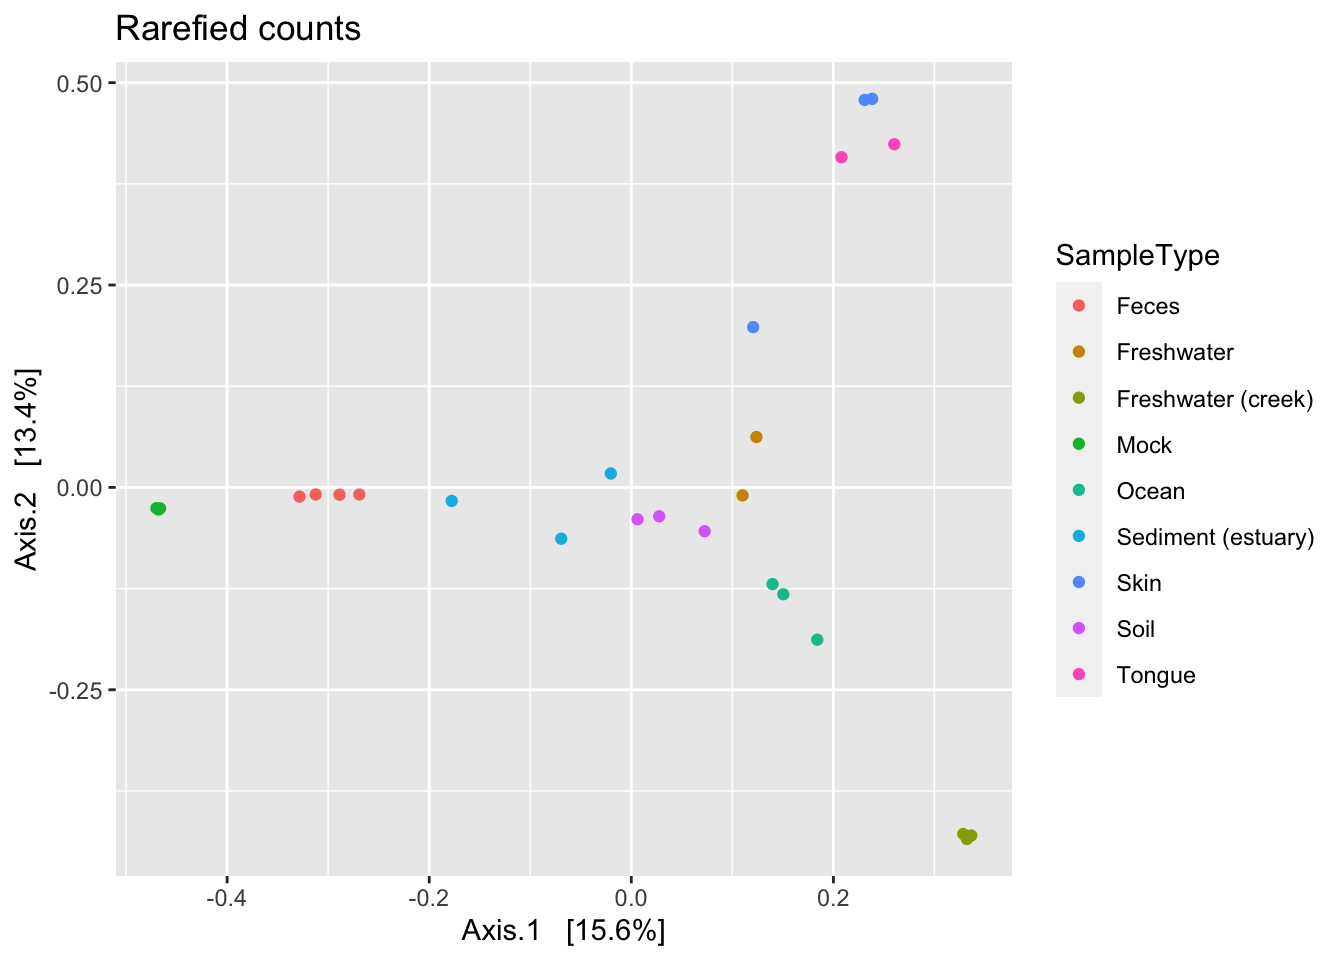 Rarefied counts
0.50
0.25
0.00
-0.25
Axis.2 [13.4%]
-0.4
-0.2
0.0
0.2
Axis.1 [15.6%]
SampleType
Feces
Freshwater
Freshwater (creek)
Mock
Ocean
Sediment (estuary)
Skin
Soil
Tongue